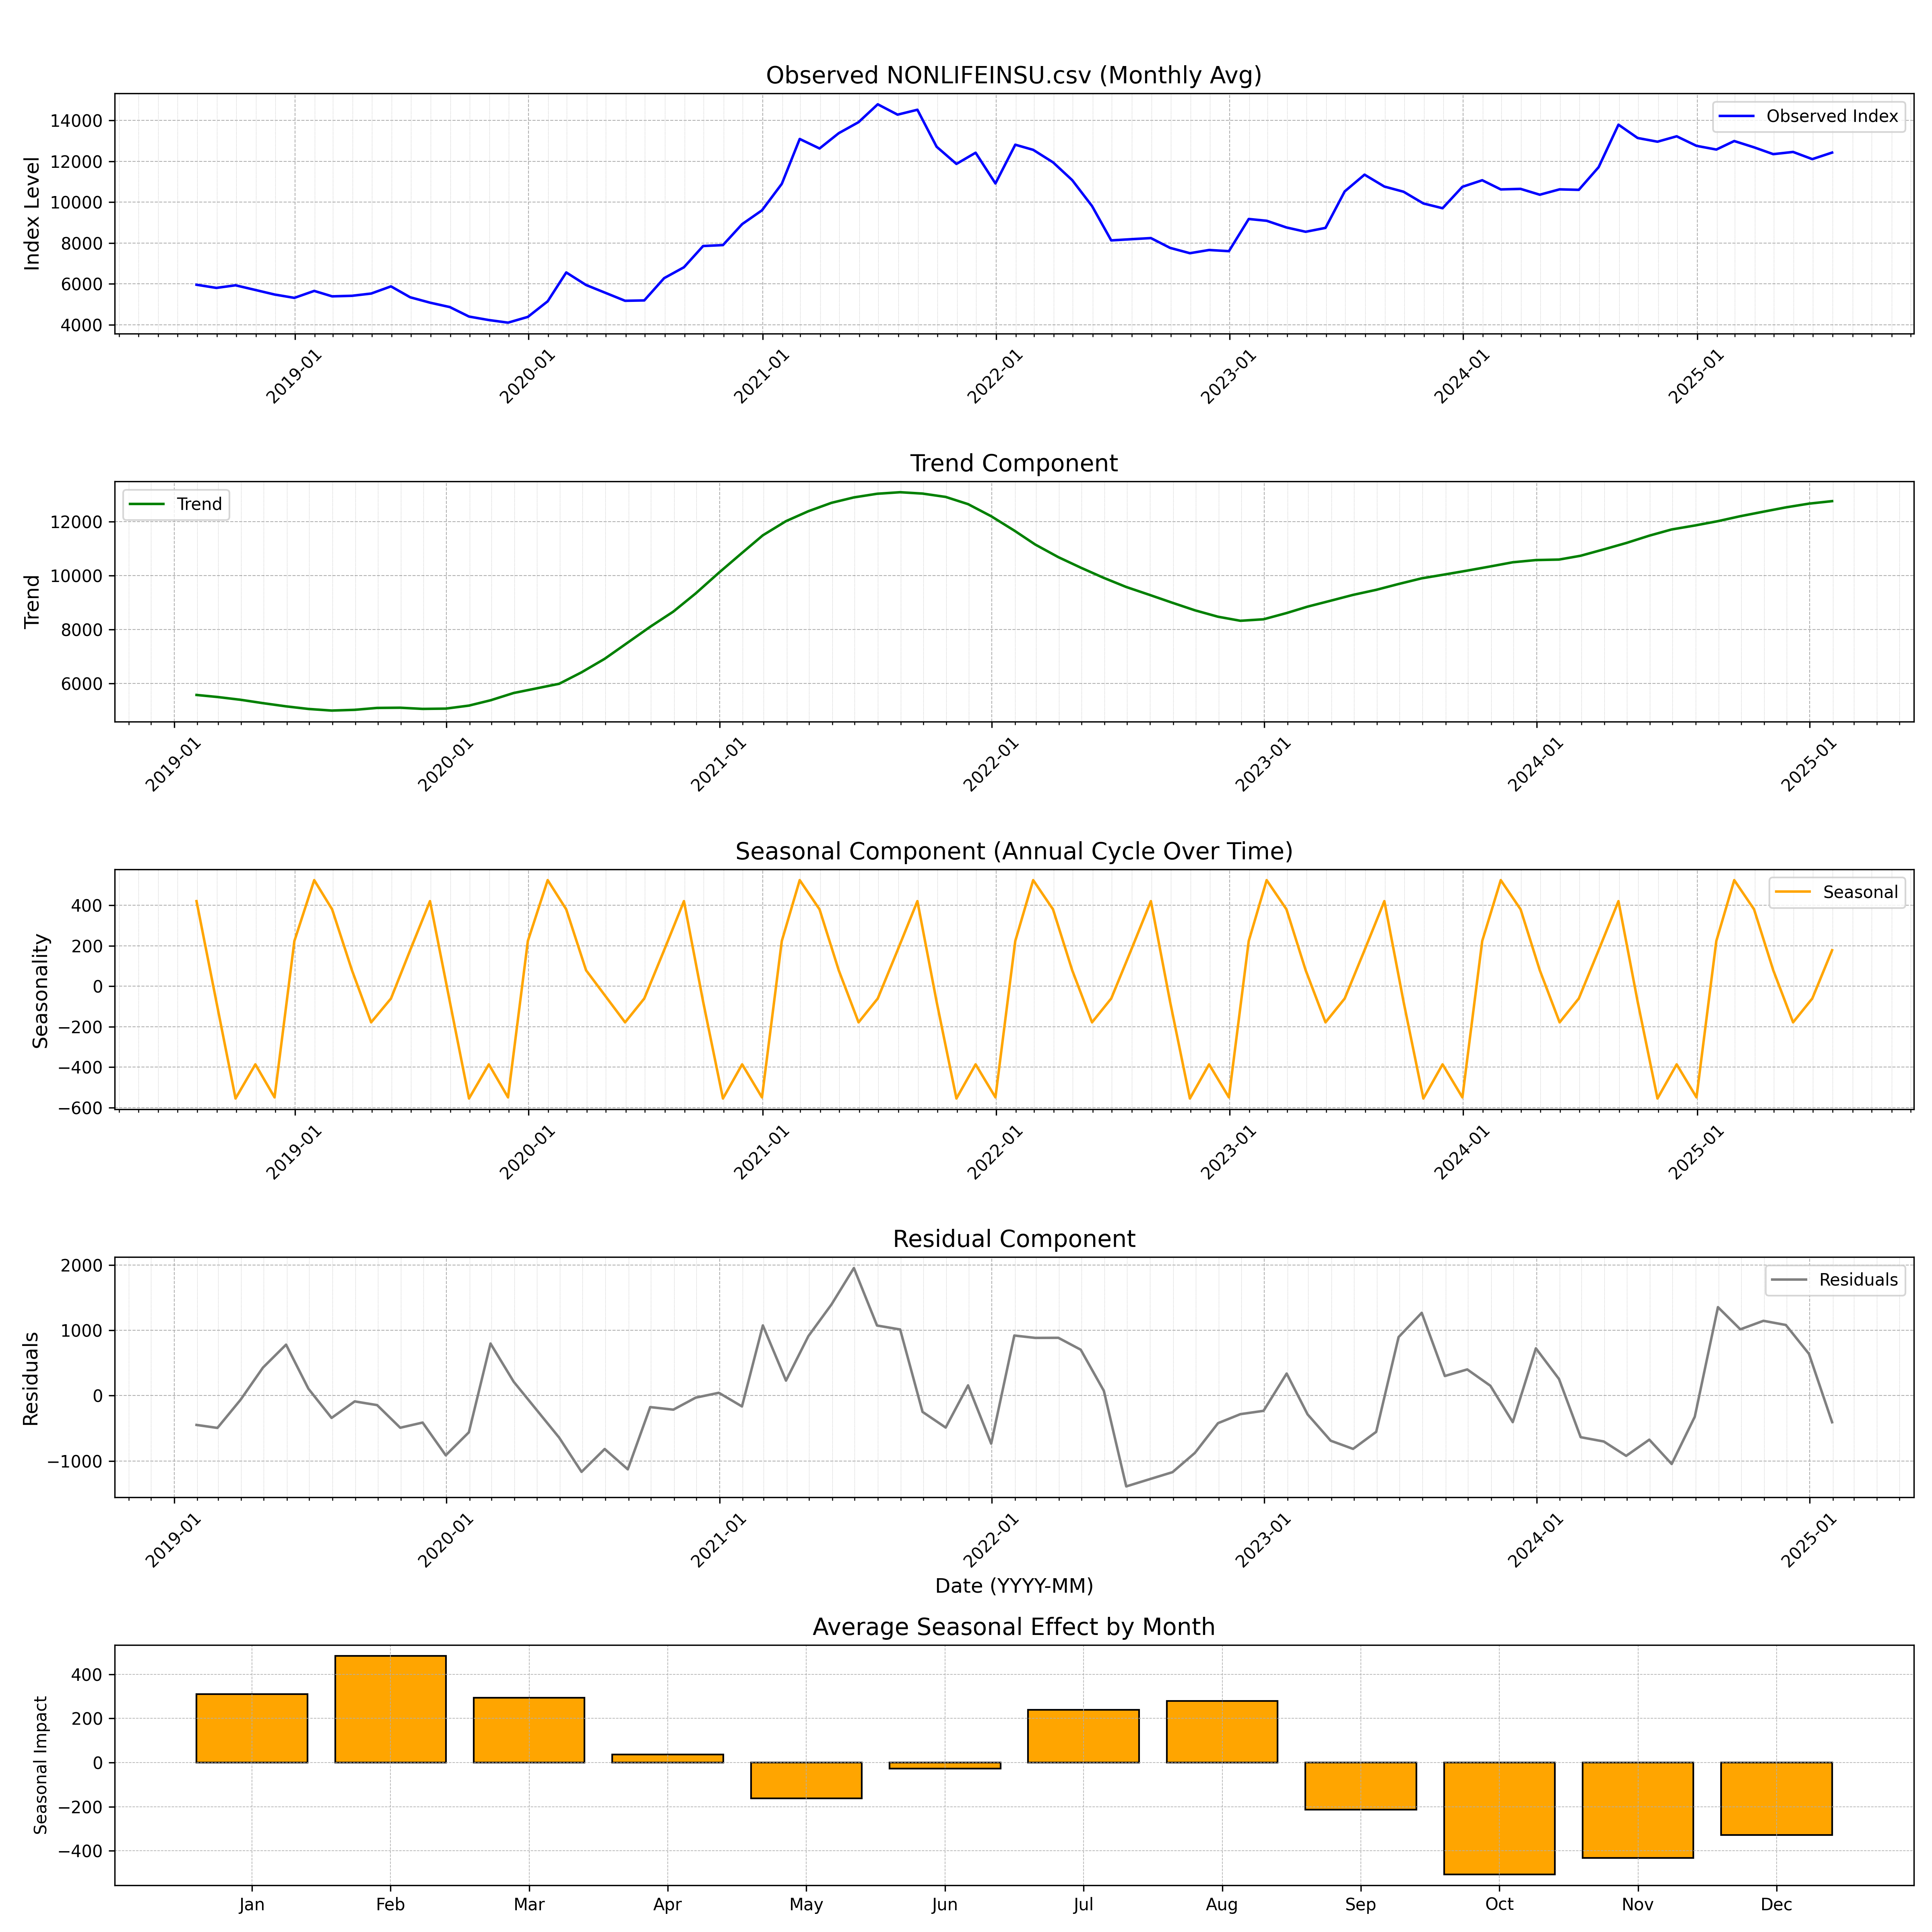 Observed NONLIFEINSU.csv (Monthly Avg)
Index Level
14000
12000
10000
8000
6000
4000
Observed Index
2019-01
2020-01
2021-01
2022-01
2023-01
2024-01
2025-01
Trend Component
Trend
12000
10000
8000
6000
Trend
2019-01
2020-01
2021-01
2022-01
2023-01
2024-01
2025-01
Seasonal Component (Annual Cycle Over Time)
Seasonality
400
200
0
−200
−400
−600
Seasonal
2019-01
2020-01
2021-01
2022-01
2023-01
2024-01
2025-01
Residual Component
Residuals
2000
1000
0
−1000
Residuals
2019-01
2020-01
2021-01
2022-01
2023-01
2024-01
2025-01
Date (YYYY-MM)
Average Seasonal Effect by Month
Seasonal Impact
400
200
0
−200
−400
Jan
Feb
Mar
Apr
May
Jun
Jul
Aug
Sep
Oct
Nov
Dec